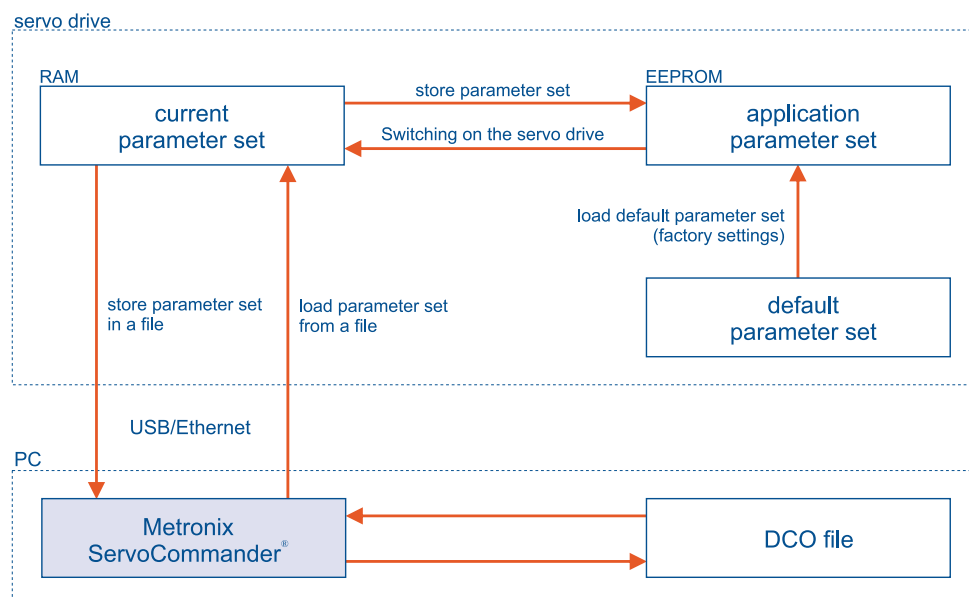 servo drive
RAM
EEPROM
current
parameter set
store parameter set
Switching on the servo drive
application
parameter set
load default parameter set
(factory settings)
default
parameter set
store parameter set
in a file
load parameter set
from a file
USB/Ethernet
PC
Metronix
ServoCommander®
DCO file